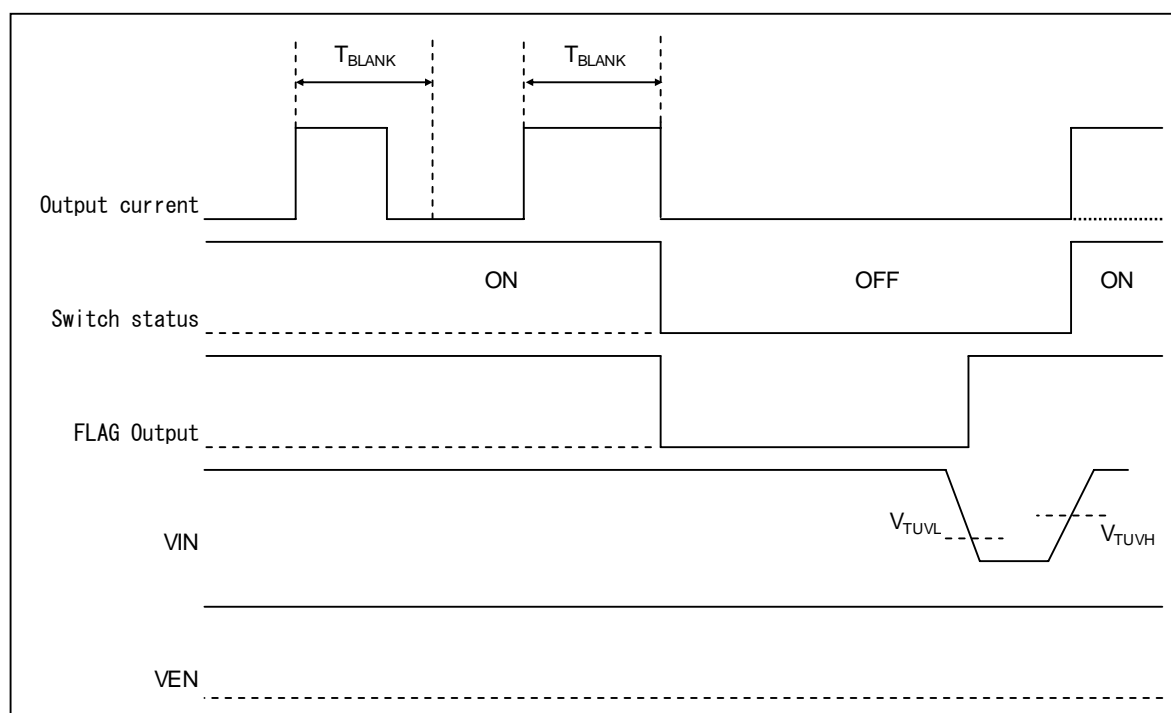 TBLANK TBLANK
Output current
ON OFF ON
Switch status
FLAG Output
VTUVL
VIN VTUVH
VEN